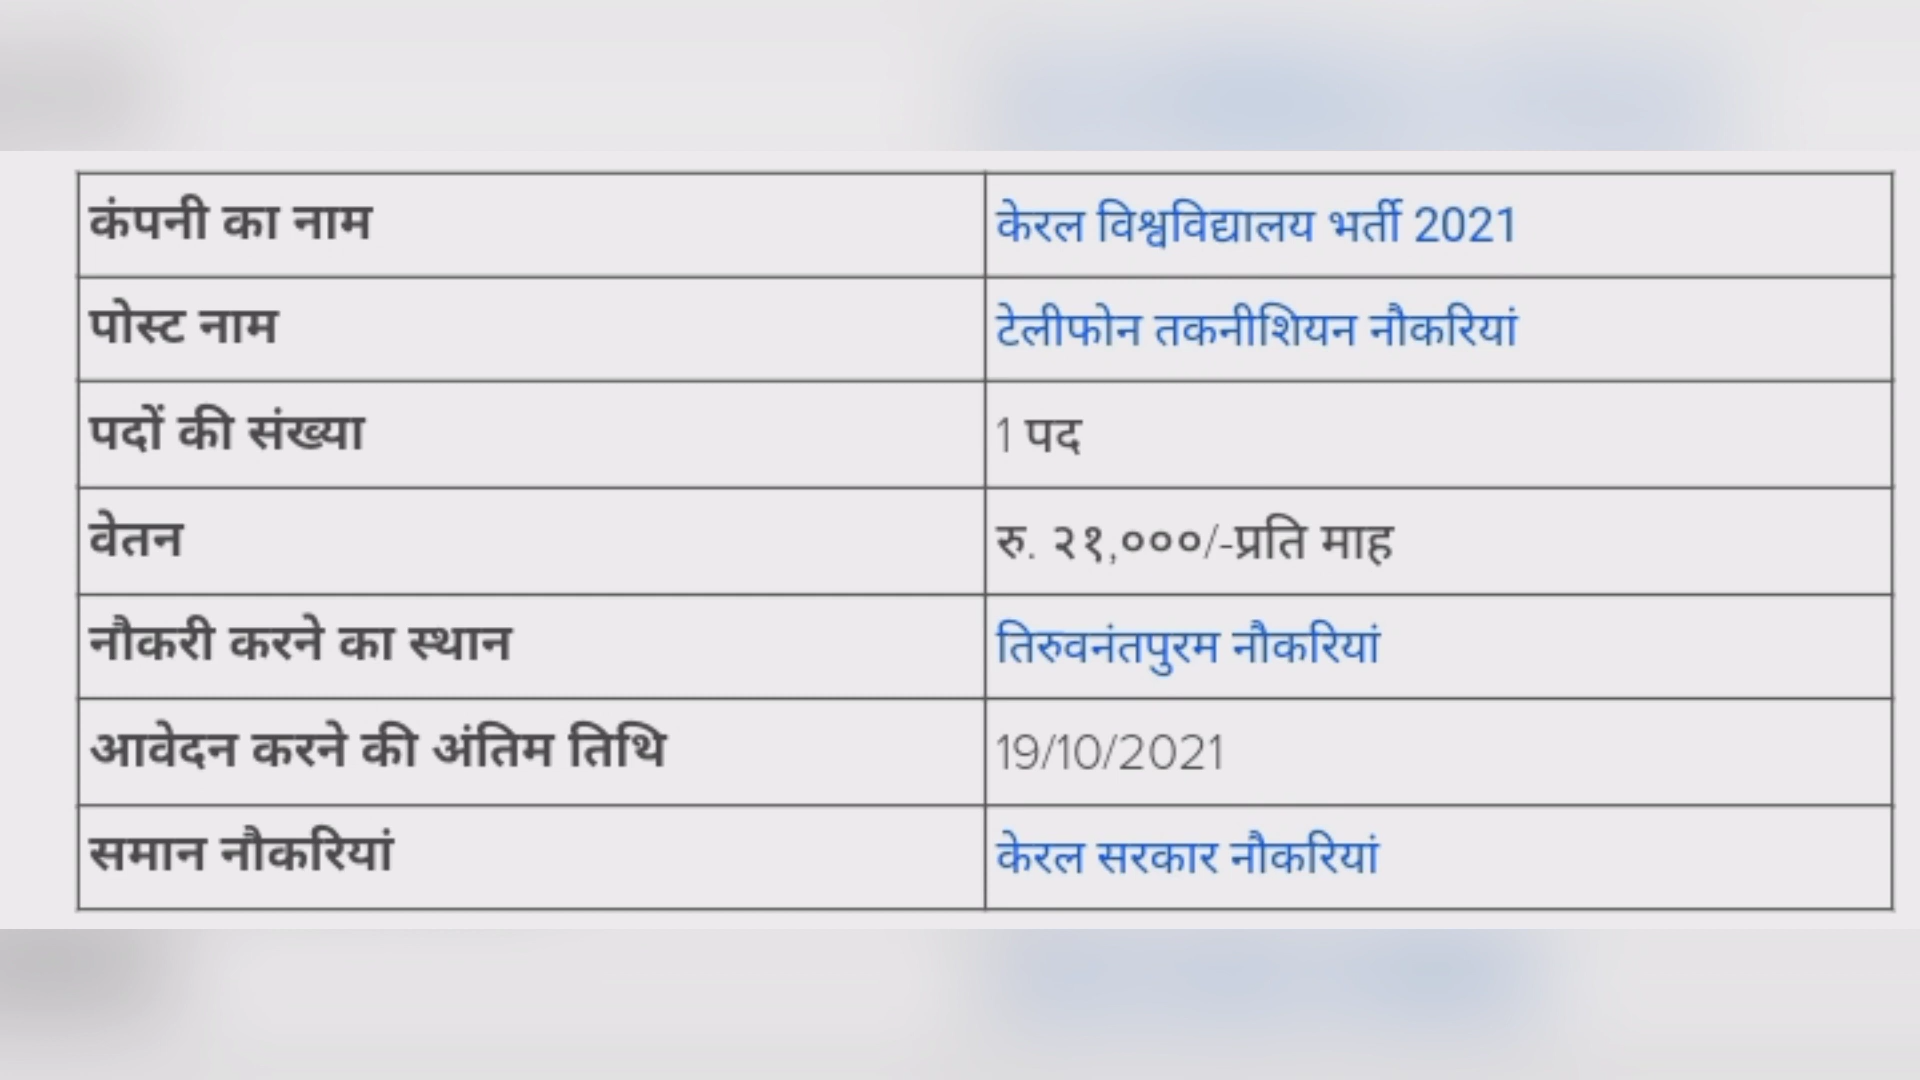 कंपनी का नाम केरल विश्वविद्यालय भर्ती 2021
पोस्ट नाम टेलीफोन तकनीशियन नौकरियां
पदों की संख्या 1 पद
वेतन रु. २१,०००/-प्रति माह
नौकरी करने का स्थान तिरुवनंतपुरम नौकरियां
आवेदन करने की अंतिम तिथि 19/10/2021
समान नौकरियां केरल सरकार नौकरियां